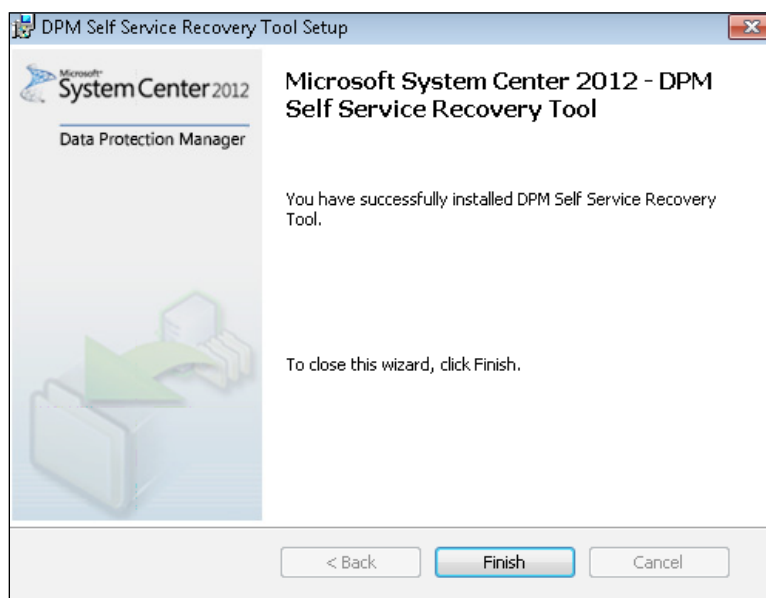 DPM Self Service Recovery Tool Setup
Microsoft
System Center 2012
Data Protection Manager
Microsoft System Center 2012 - DPM
Self Service Recovery Tool
You have successfully installed DPM Self Service Recovery
Tool.
To close this wizard, click Finish.
< Back
Finish
Cancel